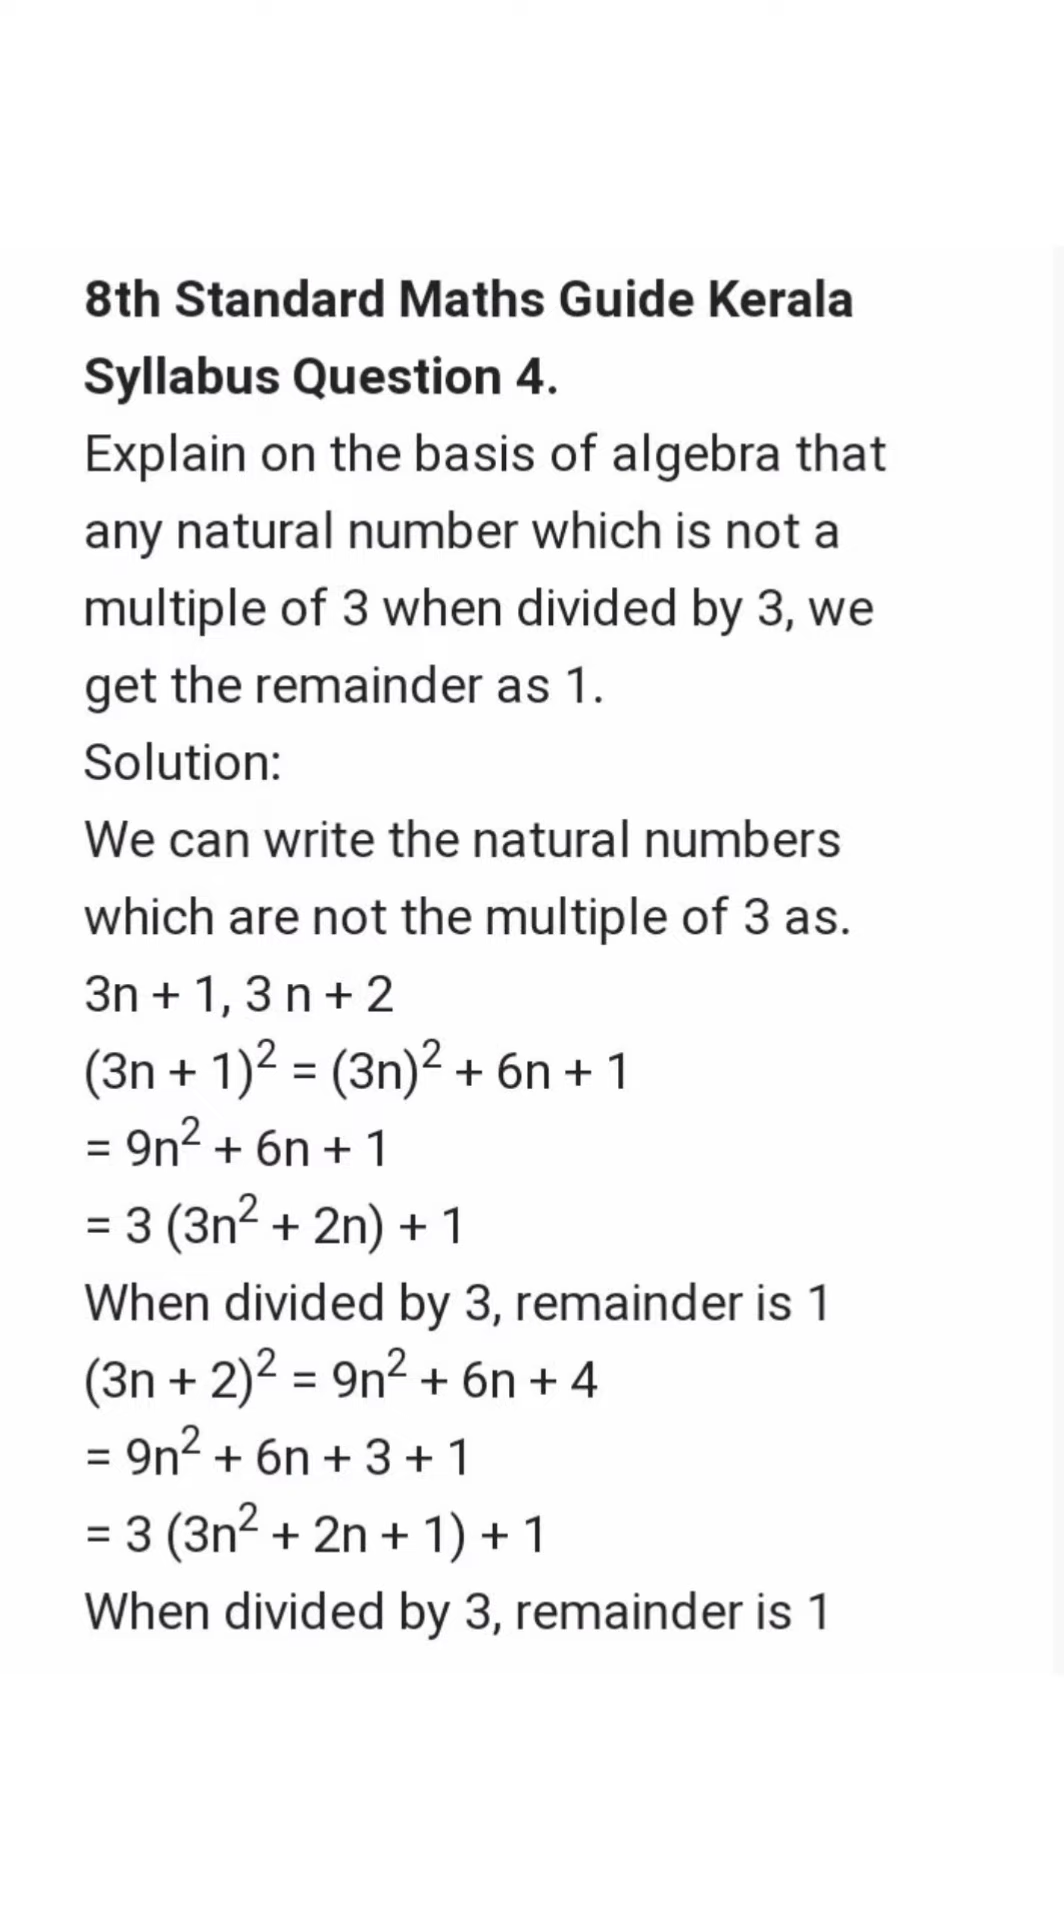 8th Standard Maths Guide Kerala
Syllabus Question 4.
Explain on the basis of algebra that
any natural number which is not a
multiple of 3 when divided by 3, we
get the remainder as 1.
Solution:
We can write the natural numbers
which are not the multiple of 3 as.
3n + 1, 3 n + 2
(3n + 1)² = (3n)² + 6n + 1
= 9n² + 6n + 1
= 3 (3n² + 2n) + 1
When divided by 3, remainder is 1
(3n + 2)² = 9n² + 6n + 4
= 9n² + 6n + 3 + 1
= 3 (3n² + 2n + 1) + 1
When divided by 3, remainder is 1